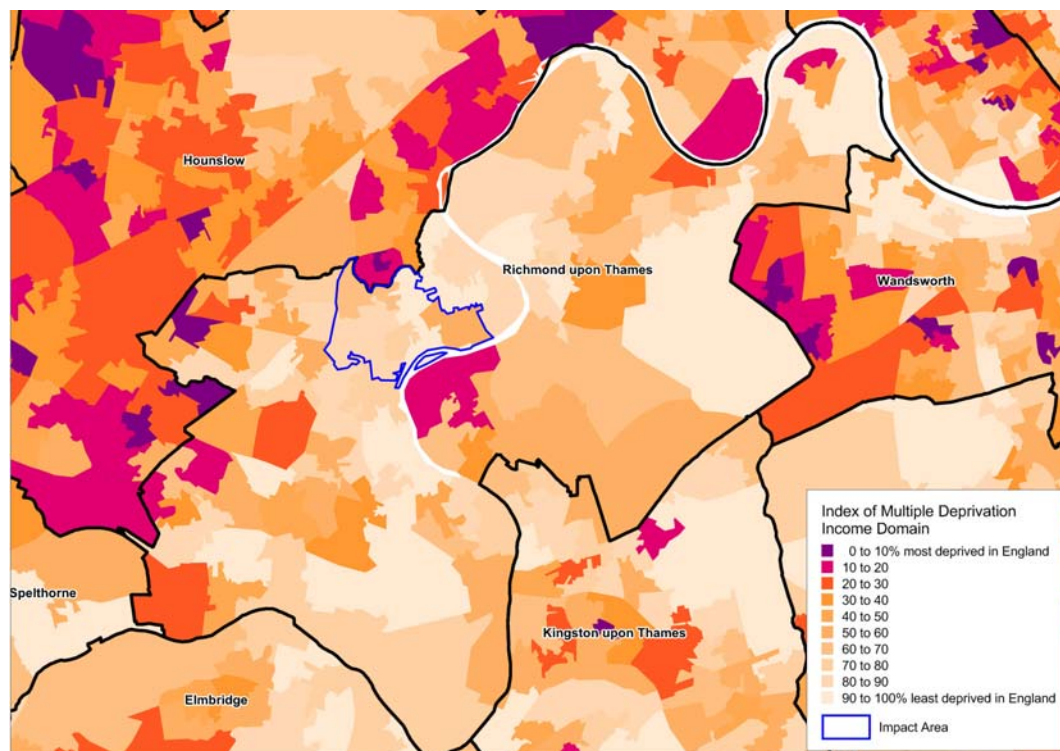 Hounslow
Richmond upon Thames
Wandsworth
Spelthorne
Kingston upon Thames
Elmbridge
Index of Multiple Deprivation
Income Domain
0 to 10% most deprived in England
10 to 20
20 to 30
30 to 40
40 to 50
50 to 60
60 to 70
70 to 80
80 to 90
90 to 100% least deprived in England
Impact Area